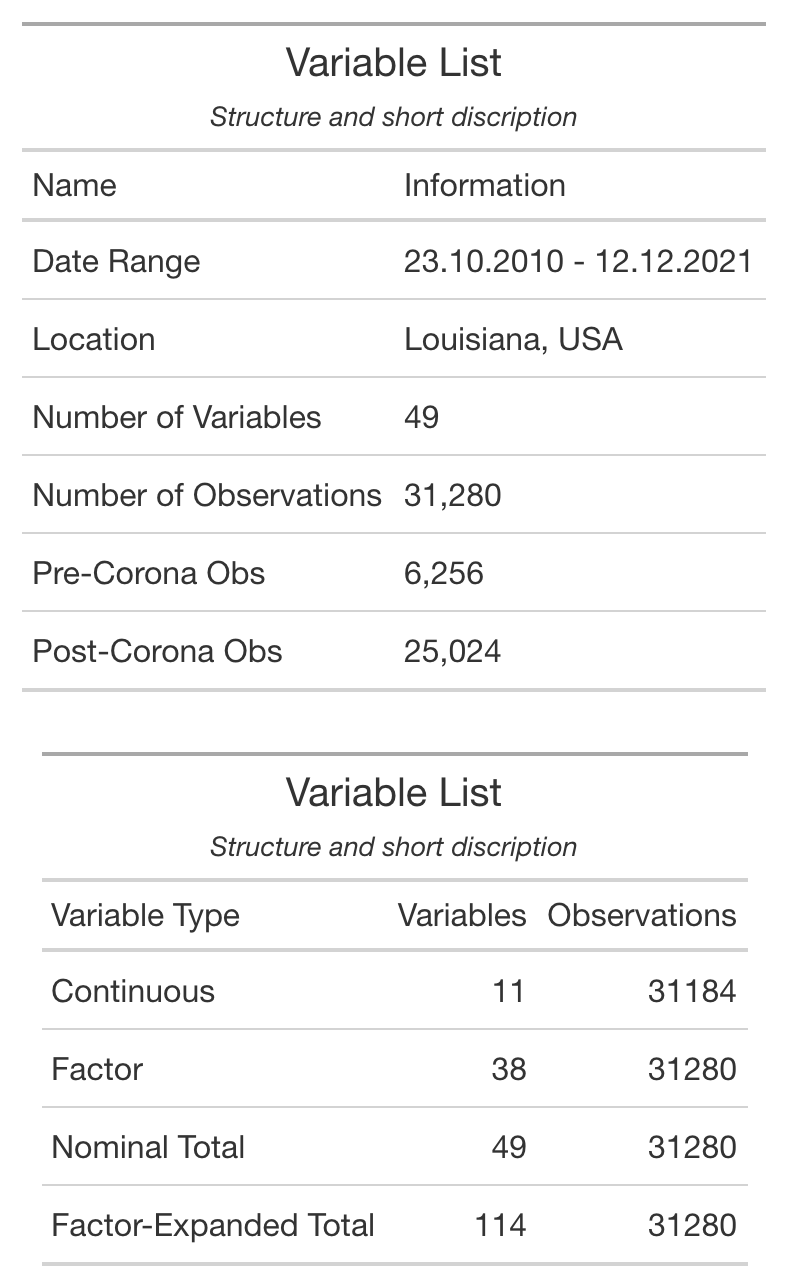 Variable List
Structure and short discription
Name Information
Date Range 23.10.2010 - 12.12.2021
Location Louisiana, USA
Number of Variables 49
Number of Observations 31,280
Pre-Corona Obs 6,256
Post-Corona Obs 25,024
Variable List
Structure and short discription
Variable Type Variables Observations
Continuous 11 31184
Factor 38 31280
Nominal Total 49 31280
Factor-Expanded Total 114 31280